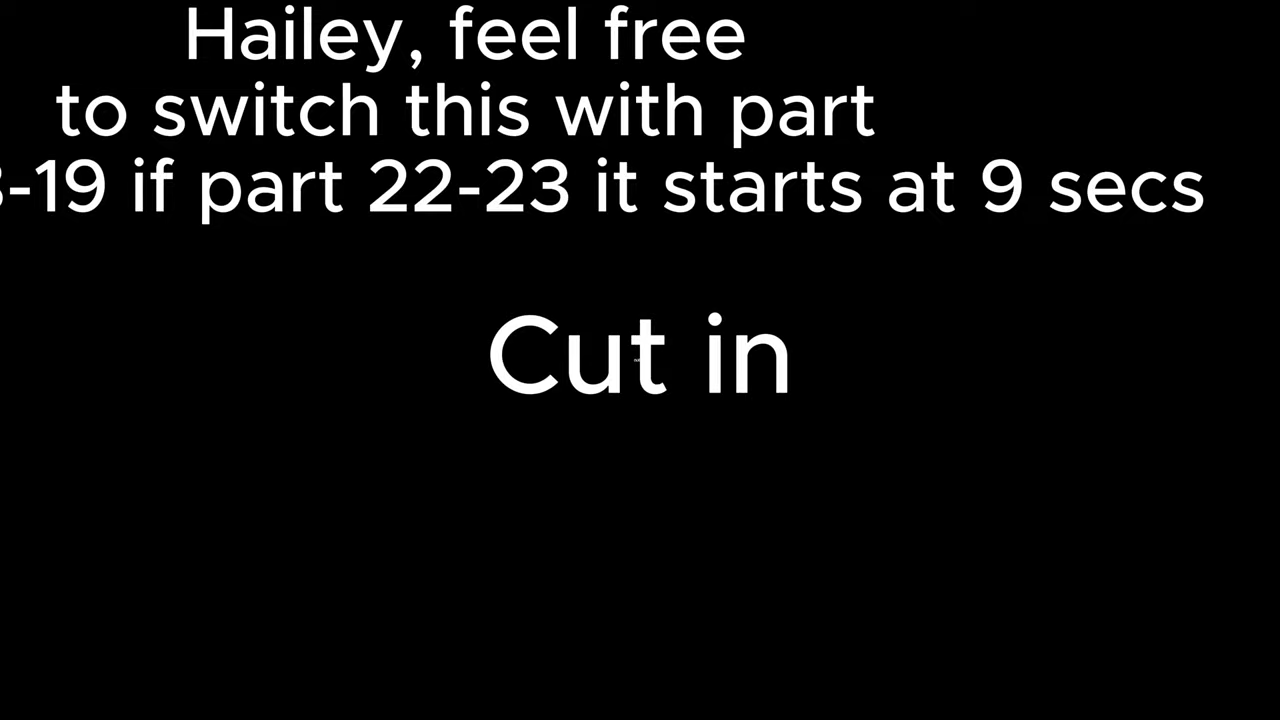 Hailey, feel free
to switch this with part
-19 if part 22-23 it starts at 9 secs
Cut in